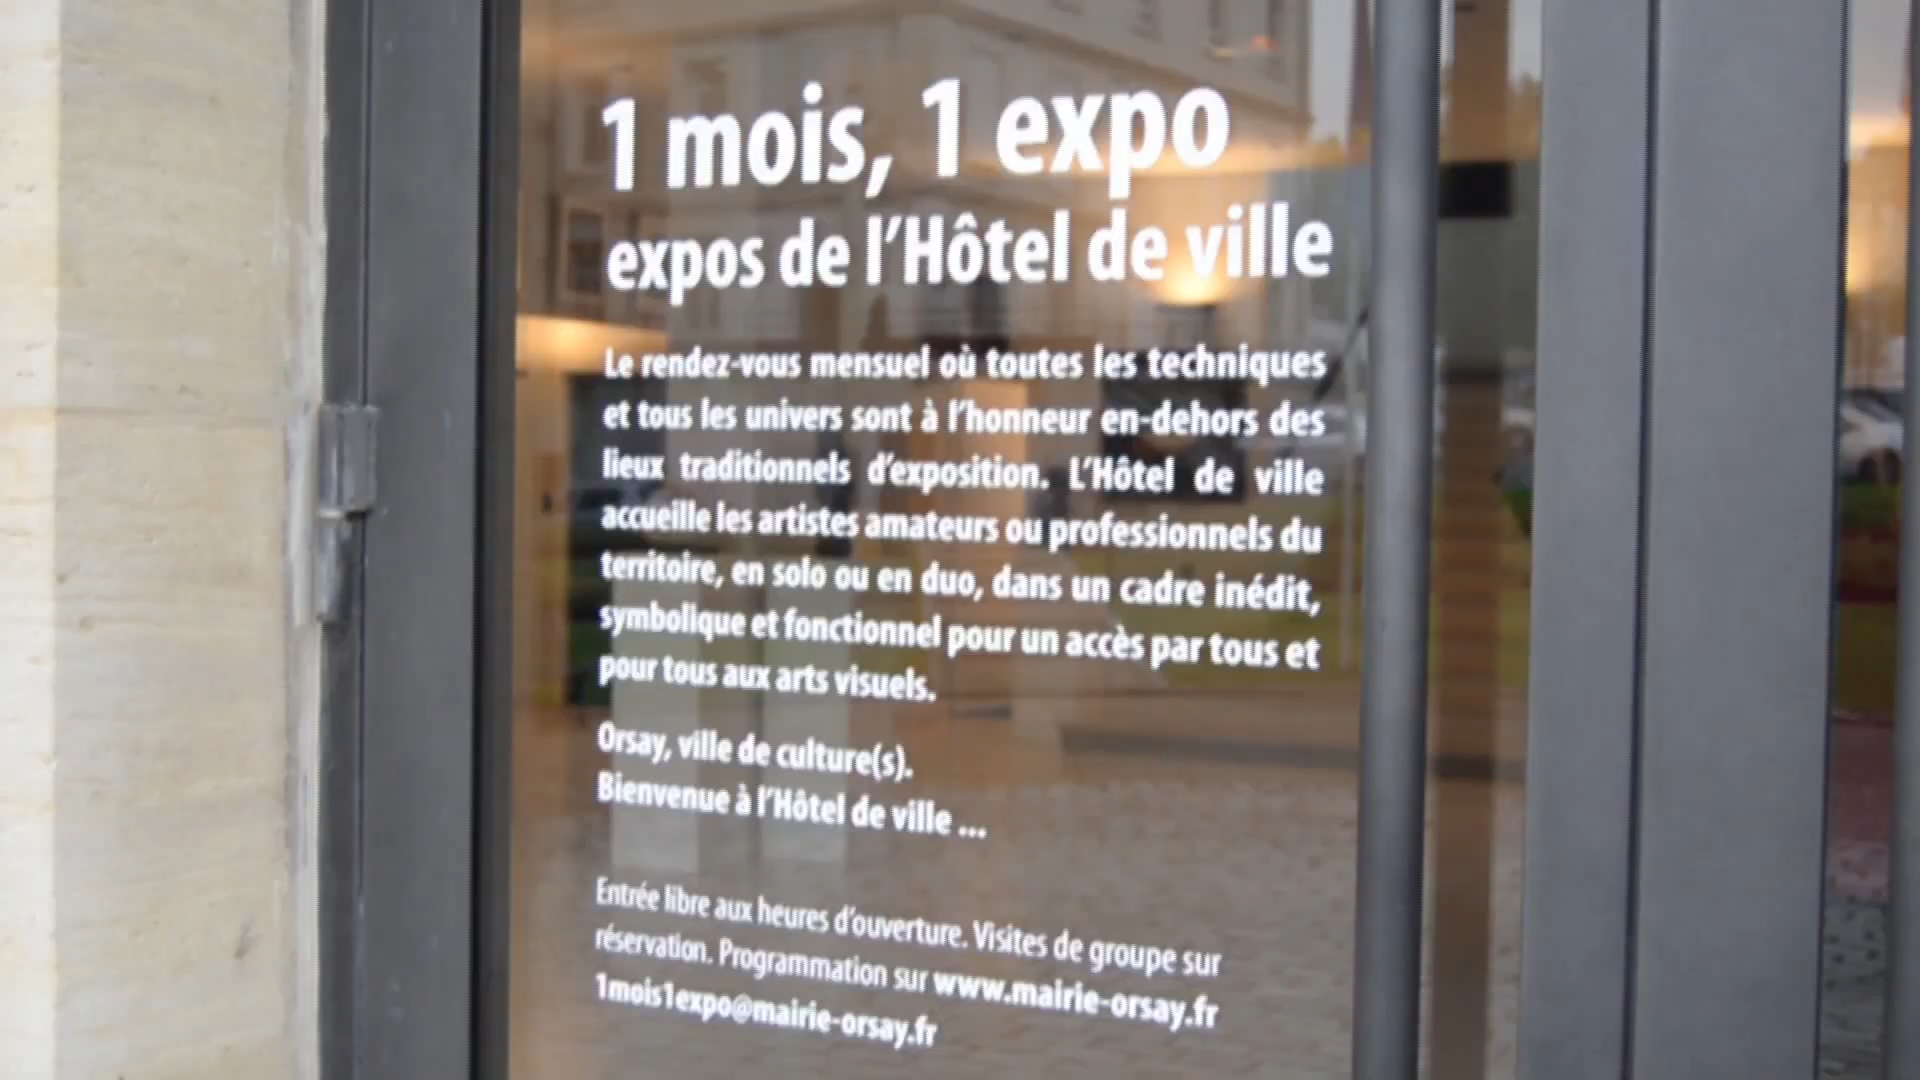 1 mois, 1 expo
expos de l'Hôtel de ville
Le rendez-vous mensuel où toutes les techniques
et tous les univers sont à l'honneur en-dehors des
lieux traditionnels d'exposition. L'Hôtel de ville
accueille les artistes amateurs ou professionnels du
territoire, en solo ou en duo, dans un cadre inédit,
symbolique et fonctionnel pour un accès par tous et
pour tous aux arts visuels.
Orsay, ville de culture(s).
Bienvenue à l'Hôtel de ville ...
Entrée libre aux heures d'ouverture. Visites de groupe sur
réservation. Programmation sur www.mairie-orsay.fr
1mois1expo@mairie-orsay.fr